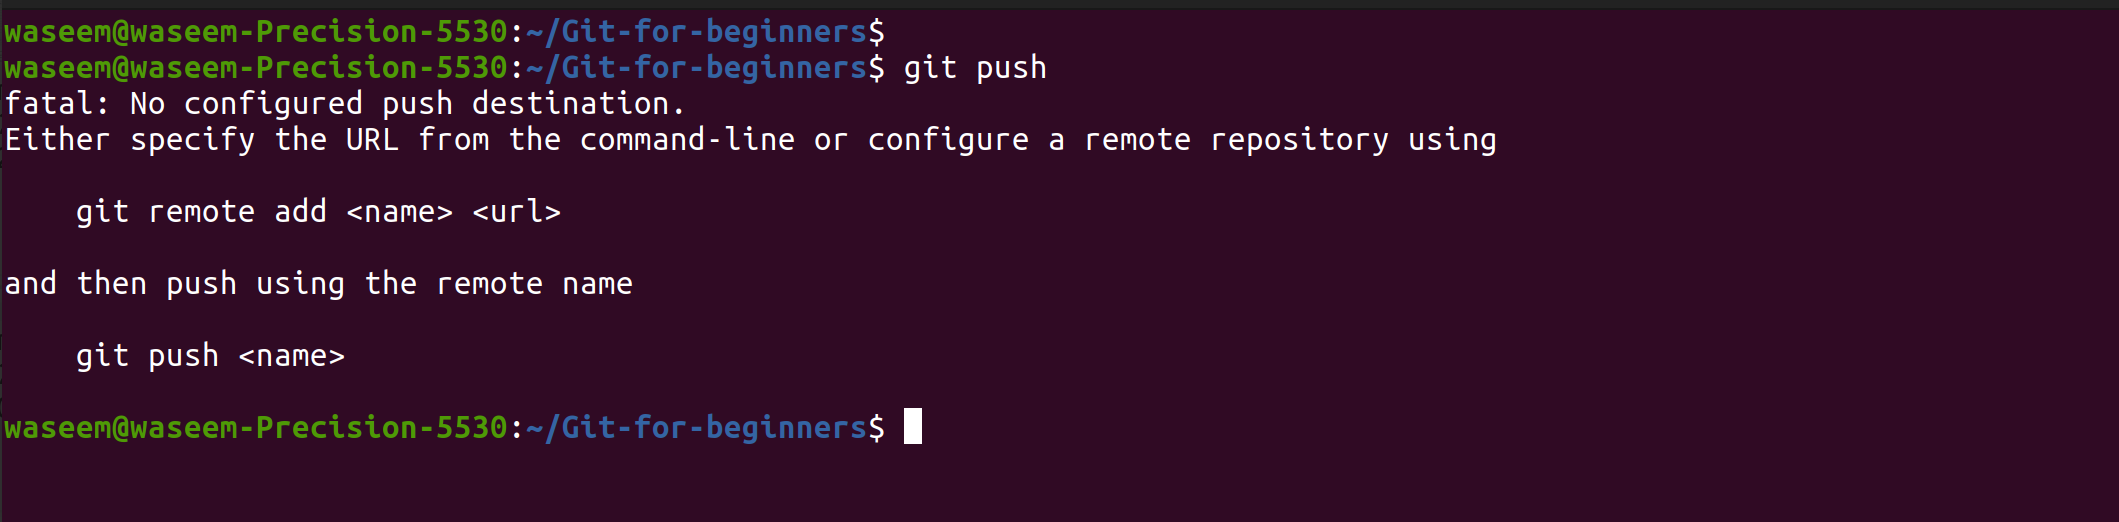 waseem@waseem-Precision-5530:~/Git-for-beginners$
waseem@waseem-Precision-5530:~/Git-for-beginners$ git push
fatal: No configured push destination.
Either specify the URL from the command-line or configure a remote repository using
git remote add <name> <url>
and then push using the remote name
git push <name>
waseem@waseem-Precision-5530:~/Git-for-beginners$